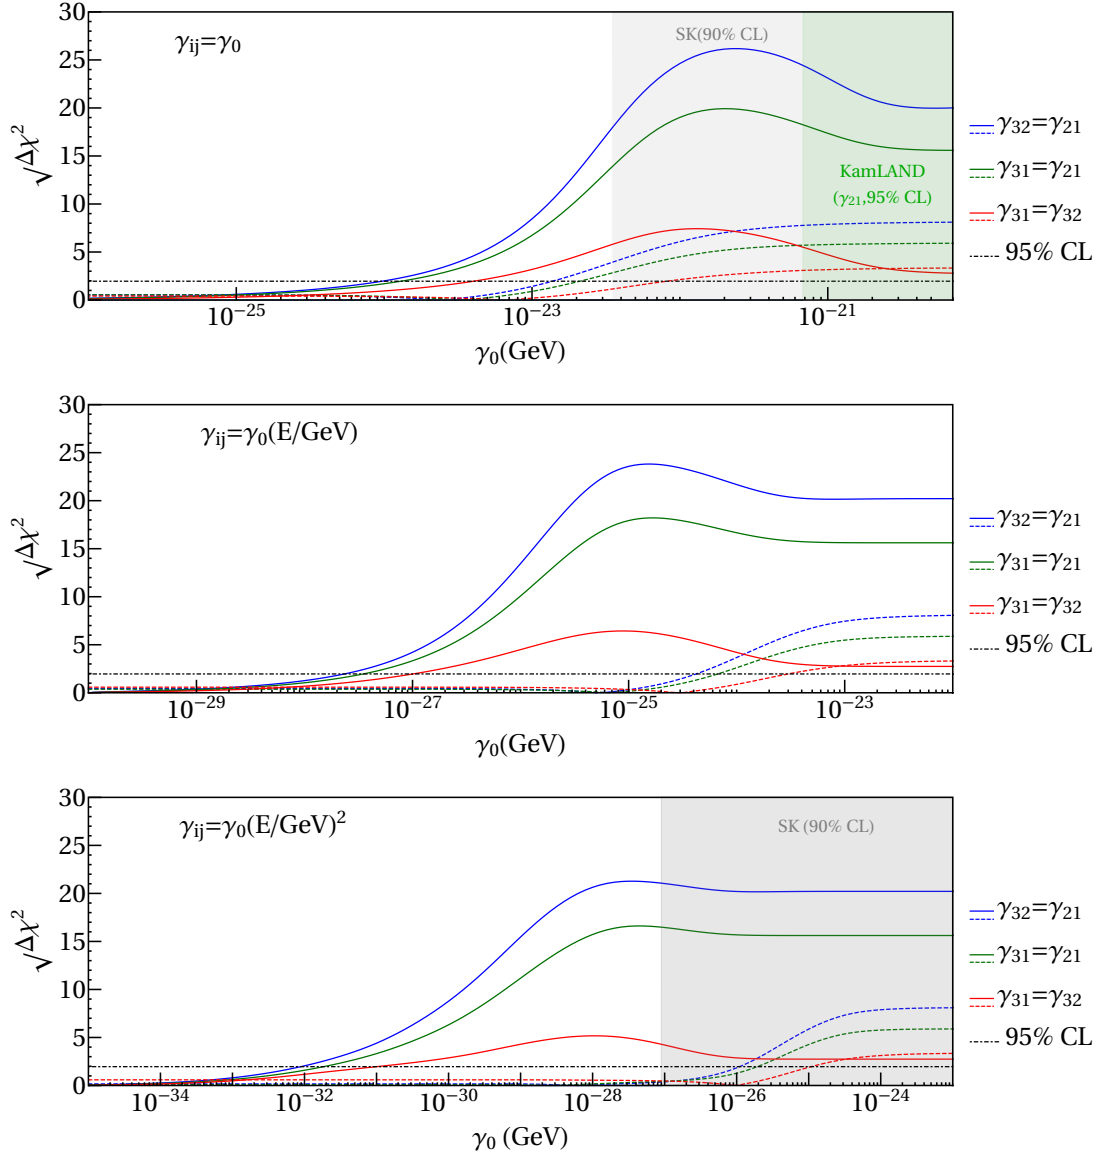 γij=γ0
SK(90% CL)
KamLAND
(γ21,95% CL)
√Δχ²
30
25
20
15
10
5
0
10⁻²⁵
10⁻²³
10⁻²¹
γ0(GeV)
γ32=γ21
γ31=γ21
γ31=γ32
95% CL
γij=γ0(E/GeV)
√Δχ²
30
25
20
15
10
5
0
10⁻²⁹
10⁻²⁷
10⁻²⁵
10⁻²³
γ0(GeV)
γ32=γ21
γ31=γ21
γ31=γ32
95% CL
γij=γ0(E/GeV)²
SK (90% CL)
√Δχ²
30
25
20
15
10
5
0
10⁻³⁴
10⁻³²
10⁻³⁰
10⁻²⁸
10⁻²⁶
10⁻²⁴
γ0 (GeV)
γ32=γ21
γ31=γ21
γ31=γ32
95% CL